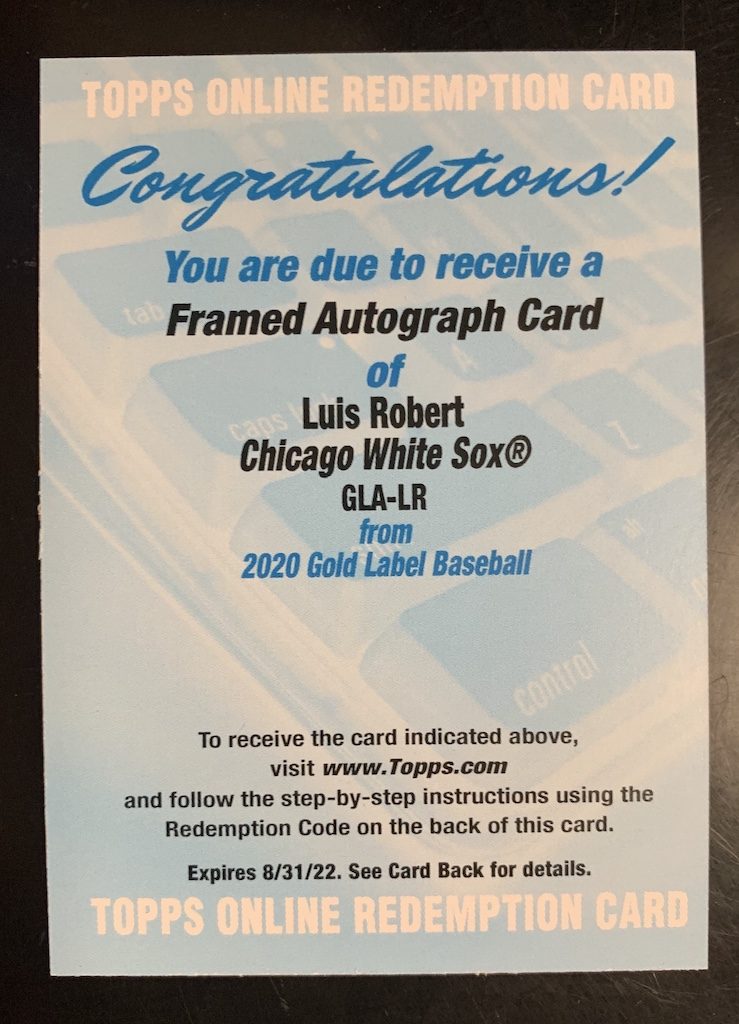 TOPPS ONLINE REDEMPTION CARD
Congratulations!
You are due to receive a
Framed Autograph Card
of
Luis Robert
Chicago White Sox®
GLA-LR
from
2020 Gold Label Baseball
To receive the card indicated above,
visit www.Topps.com
and follow the step-by-step instructions using the
Redemption Code on the back of this card.
Expires 8/31/22. See Card Back for details.
TOPPS ONLINE REDEMPTION CARD
tab
A
Z
control